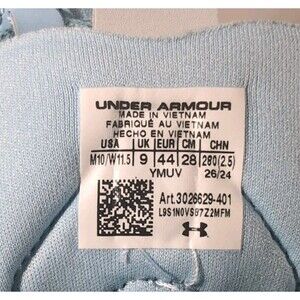 UNDER ARMOUR
MADE IN VIETNAM
FABRIQUÉ AU VIETNAM
HECHO EN VIETNAM
USA UK EUR CM CHN
M10/W11.5 9 44 28 280(2.5)
YMUV 26/24
Art.3026629-401
L9S1N0VS87Z2MFM